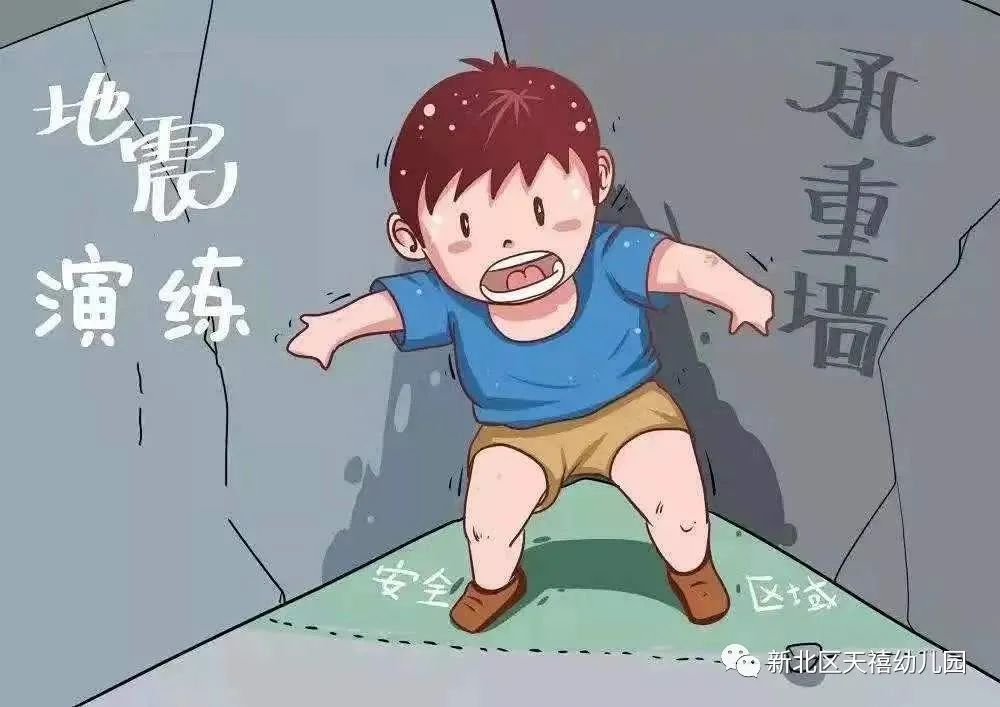 地震
演练
承重墙
安全 区域
新北区天禧幼儿园